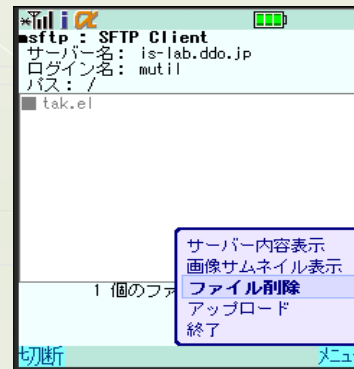 msftp : SFTP Client
サーバー名: is-lab.ddo.jp
ログイン名: mutil
パス: /
tak.el
サーバー内容表示
画像サムネイル表示
ファイル削除
アップロード
終了
1 個のファ
切断
メニュー